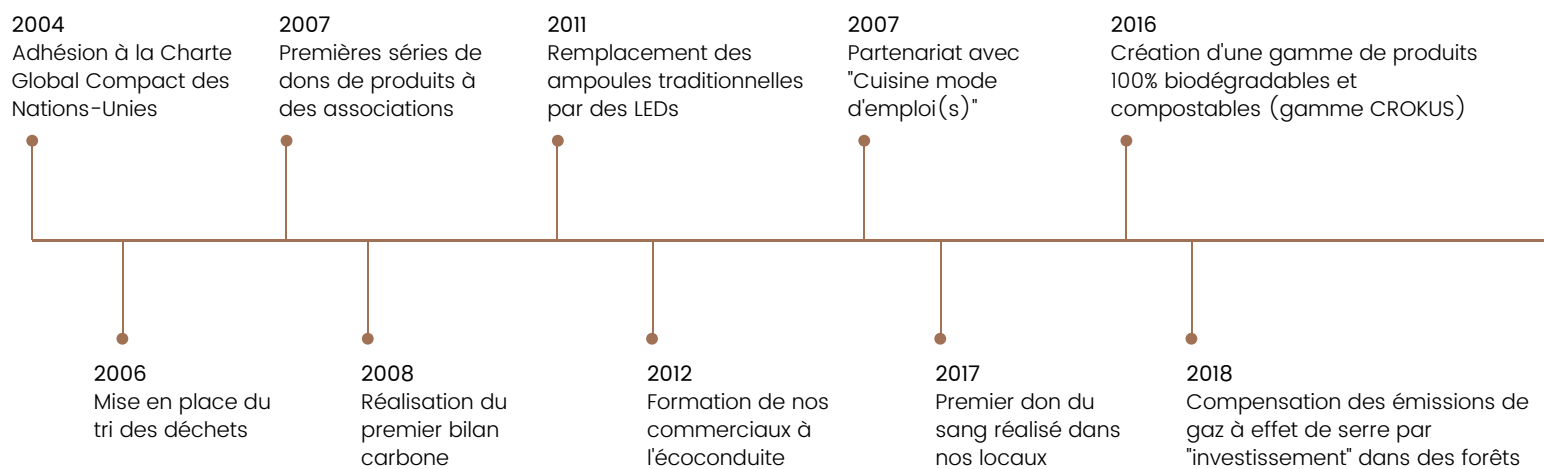 2004
Adhésion à la Charte
Global Compact des
Nations-Unies
2007
Premières séries de
dons de produits à
des associations
2011
Remplacement des
ampoules traditionnelles
par des LEDs
2007
Partenariat avec
"Cuisine mode
d'emploi(s)"
2016
Création d'une gamme de produits
100% biodégradables et
compostables (gamme CROKUS)
2006
Mise en place du
tri des déchets
2008
Réalisation du
premier bilan
carbone
2012
Formation de nos
commerciaux à
l'écoconduite
2017
Premier don du
sang réalisé dans
nos locaux
2018
Compensation des émissions de
gaz à effet de serre par
"investissement" dans des forêts